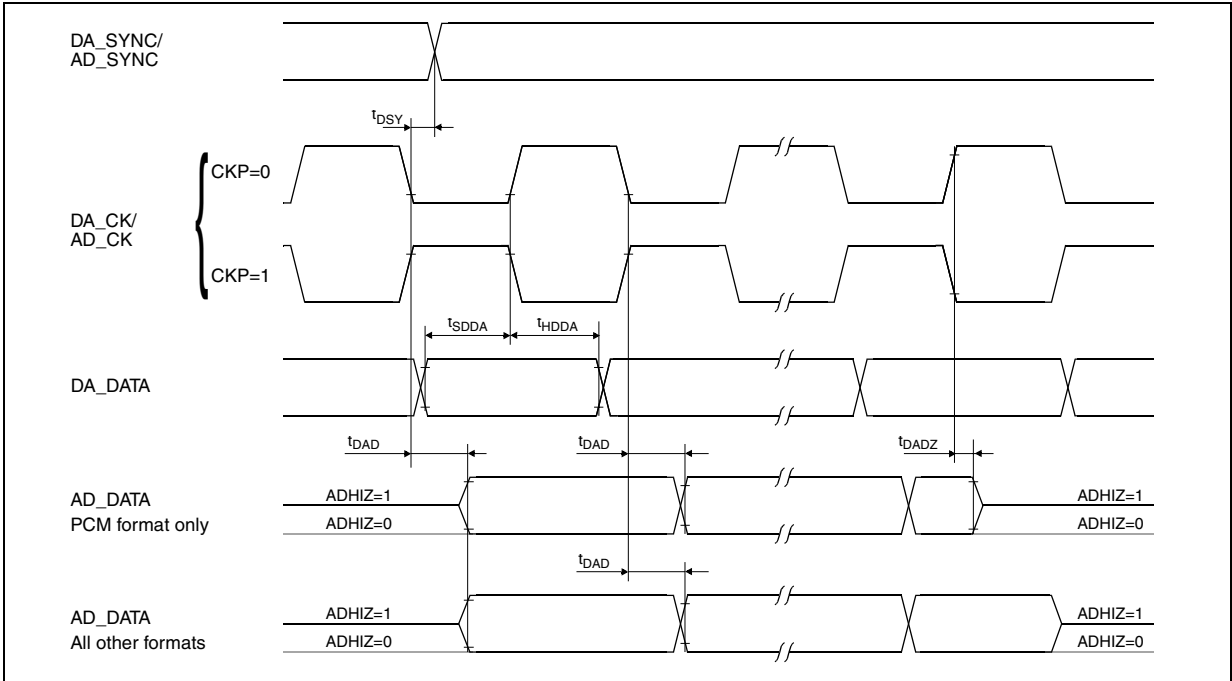 DA_SYNC/
AD_SYNC
tDSY
CKP=0
DA_CK/
AD_CK
CKP=1
tSDDA
tHDDA
DA_DATA
tDAD
tDAD
tDADZ
AD_DATA
PCM format only
ADHIZ=1
ADHIZ=0
ADHIZ=1
ADHIZ=0
tDAD
AD_DATA
All other formats
ADHIZ=1
ADHIZ=0
ADHIZ=1
ADHIZ=0